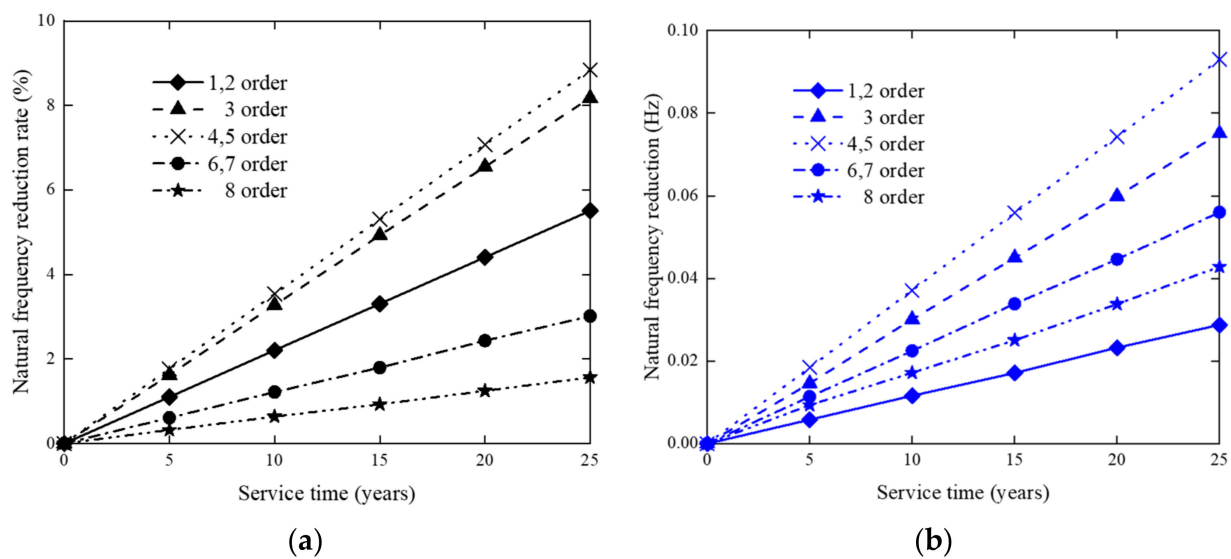 Natural frequency reduction rate (%)
10
8
6
4
2
0
1,2 order
3 order
4,5 order
6,7 order
8 order
0 5 10 15 20 25
Service time (years)
(a)
Natural frequency reduction (Hz)
0.10
0.08
0.06
0.04
0.02
0.00
1,2 order
3 order
4,5 order
6,7 order
8 order
0 5 10 15 20 25
Service time (years)
(b)